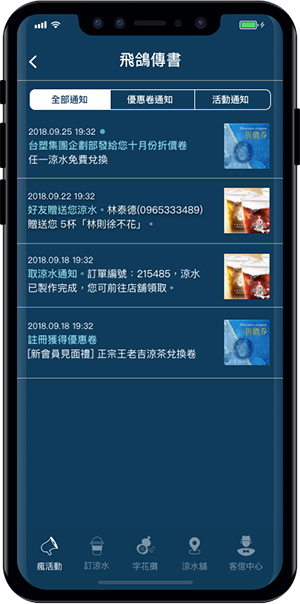 飛鴿傳書
全部通知
優惠卷通知
活動通知
2018.09.25 19:32
台塑集團企劃部發給您十月份折價卷
任一涼水免費兌換
折價券
2018.09.22 19:32
好友贈送您涼水。林泰德(0965333489)
贈送您 5杯「林則徐不花」。
2018.09.18 19:32
取涼水通知。訂單編號：215485，涼水
已製作完成，您可前往店舖領取。
2018.09.18 19:32
註冊獲得優惠卷
[新會員見面禮] 正宗王老吉涼茶兌換卷
折價券
瘋活動
訂涼水
字花攤
涼水舖
客信中心